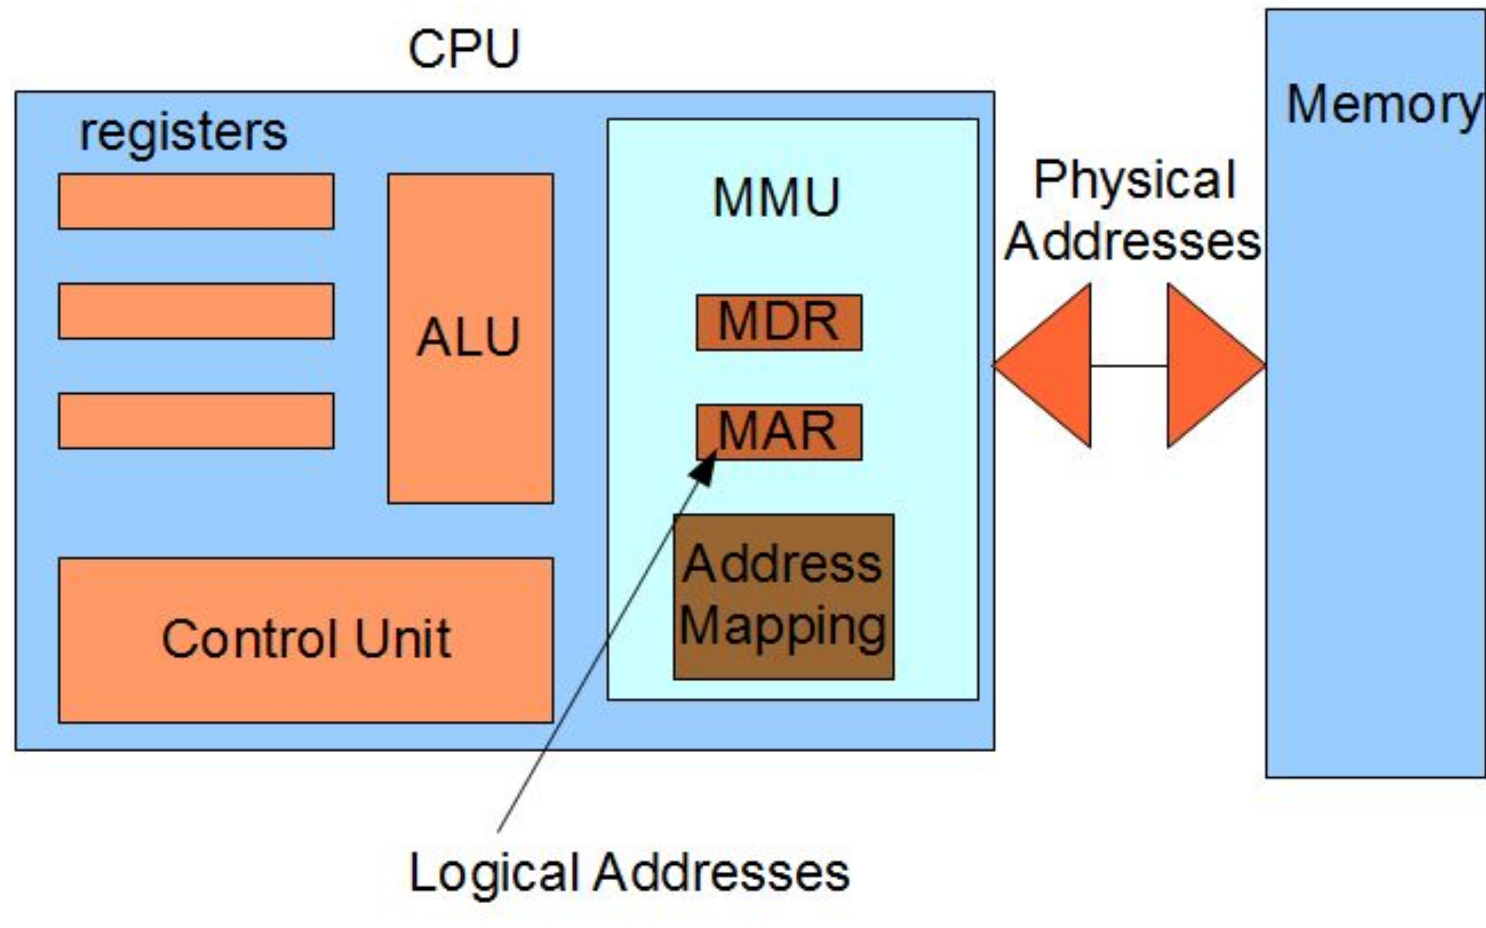 CPU
registers
Memory
MMU
Physical
Addresses
MDR
ALU
MAR
Address
Mapping
Control Unit
Logical Addresses